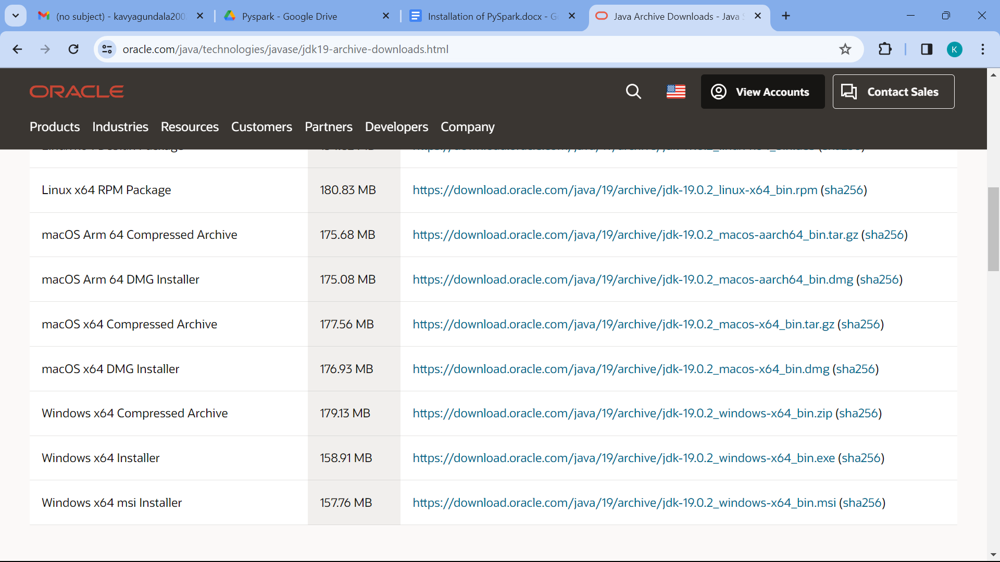 (no subject) - kavyagundala200
Pyspark - Google Drive
Installation of PySpark.docx - G
Java Archive Downloads - Java S
oracle.com/java/technologies/javase/jdk19-archive-downloads.html
K
ORACLE
View Accounts
Contact Sales
Products Industries Resources Customers Partners Developers Company
Linux x64 RPM Package 180.83 MB https://download.oracle.com/java/19/archive/jdk-19.0.2_linux-x64_bin.rpm (sha256)
macOS Arm 64 Compressed Archive 175.68 MB https://download.oracle.com/java/19/archive/jdk-19.0.2_macos-aarch64_bin.tar.gz (sha256)
macOS Arm 64 DMG Installer 175.08 MB https://download.oracle.com/java/19/archive/jdk-19.0.2_macos-aarch64_bin.dmg (sha256)
macOS x64 Compressed Archive 177.56 MB https://download.oracle.com/java/19/archive/jdk-19.0.2_macos-x64_bin.tar.gz (sha256)
macOS x64 DMG Installer 176.93 MB https://download.oracle.com/java/19/archive/jdk-19.0.2_macos-x64_bin.dmg (sha256)
Windows x64 Compressed Archive 179.13 MB https://download.oracle.com/java/19/archive/jdk-19.0.2_windows-x64_bin.zip (sha256)
Windows x64 Installer 158.91 MB https://download.oracle.com/java/19/archive/jdk-19.0.2_windows-x64_bin.exe (sha256)
Windows x64 msi Installer 157.76 MB https://download.oracle.com/java/19/archive/jdk-19.0.2_windows-x64_bin.msi (sha256)